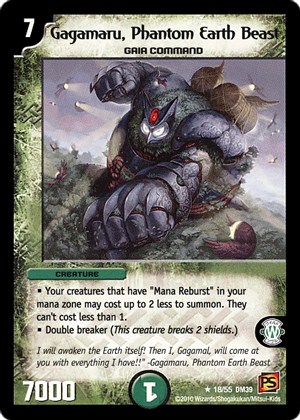 7
Gagamaru, Phantom Earth Beast
GAIA COMMAND
CREATURE
• Your creatures that have "Mana Reburst" in your
mana zone may cost up to 2 less to summon. They
can't cost less than 1.
• Double breaker (This creature breaks 2 shields.)
I will awaken the Earth itself! Then I, Gagamal, will come at
you with everything I have!!" -Gagamaru, Phantom Earth Beast
7000
1
★ 18/55 DM39
©2010 Wizards/Shogakukan/Mitsui-Kids
W
PS